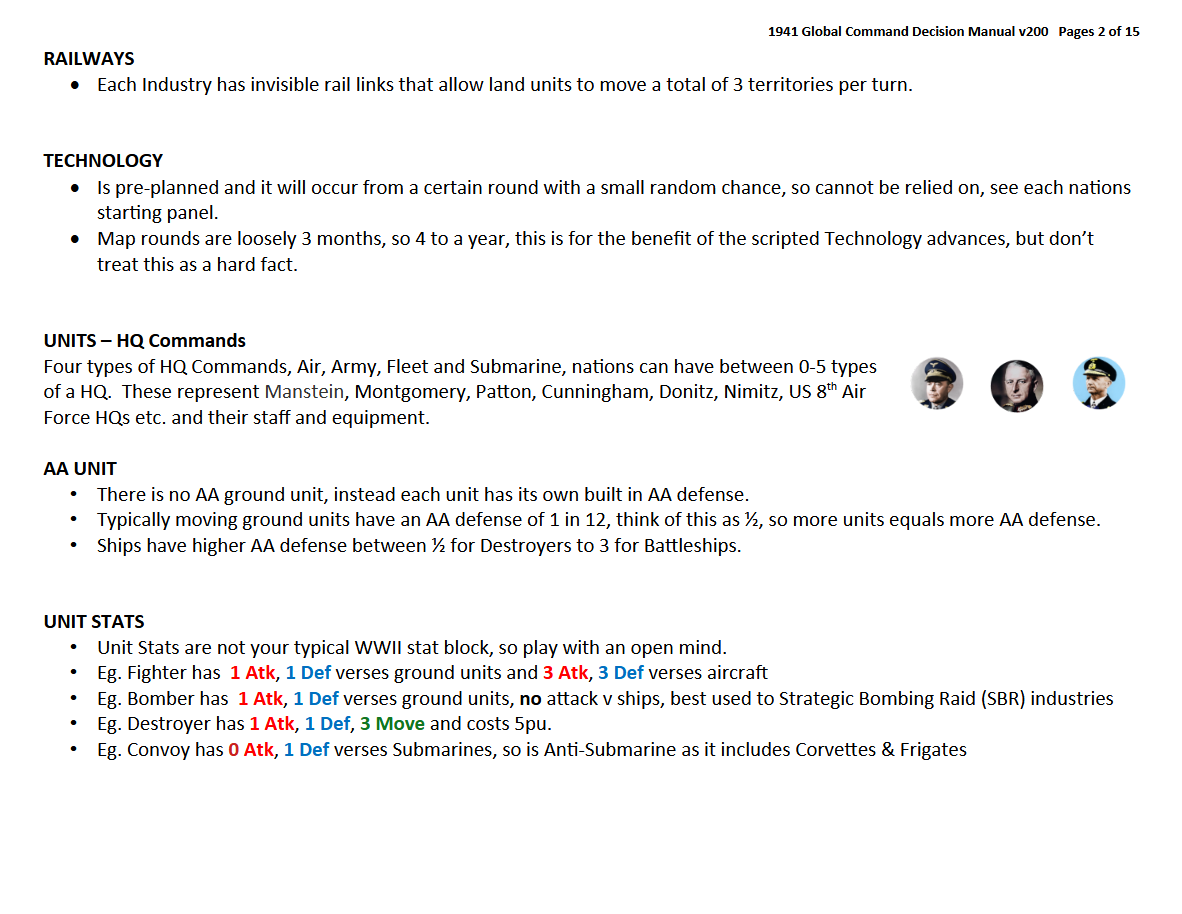 1941 Global Command Decision Manual v200 Pages 2 of 15
RAILWAYS
• Each Industry has invisible rail links that allow land units to move a total of 3 territories per turn.
TECHNOLOGY
• Is pre-planned and it will occur from a certain round with a small random chance, so cannot be relied on, see each nations
starting panel.
• Map rounds are loosely 3 months, so 4 to a year, this is for the benefit of the scripted Technology advances, but don’t
treat this as a hard fact.
UNITS – HQ Commands
Four types of HQ Commands, Air, Army, Fleet and Submarine, nations can have between 0-5 types
of a HQ. These represent Manstein, Montgomery, Patton, Cunningham, Donitz, Nimitz, US 8th Air
Force HQs etc. and their staff and equipment.
AA UNIT
• There is no AA ground unit, instead each unit has its own built in AA defense.
• Typically moving ground units have an AA defense of 1 in 12, think of this as ½, so more units equals more AA defense.
• Ships have higher AA defense between ½ for Destroyers to 3 for Battleships.
UNIT STATS
• Unit Stats are not your typical WWII stat block, so play with an open mind.
• Eg. Fighter has 1 Atk, 1 Def verses ground units and 3 Atk, 3 Def verses aircraft
• Eg. Bomber has 1 Atk, 1 Def verses ground units, no attack v ships, best used to Strategic Bombing Raid (SBR) industries
• Eg. Destroyer has 1 Atk, 1 Def, 3 Move and costs 5pu.
• Eg. Convoy has 0 Atk, 1 Def verses Submarines, so is Anti-Submarine as it includes Corvettes & Frigates